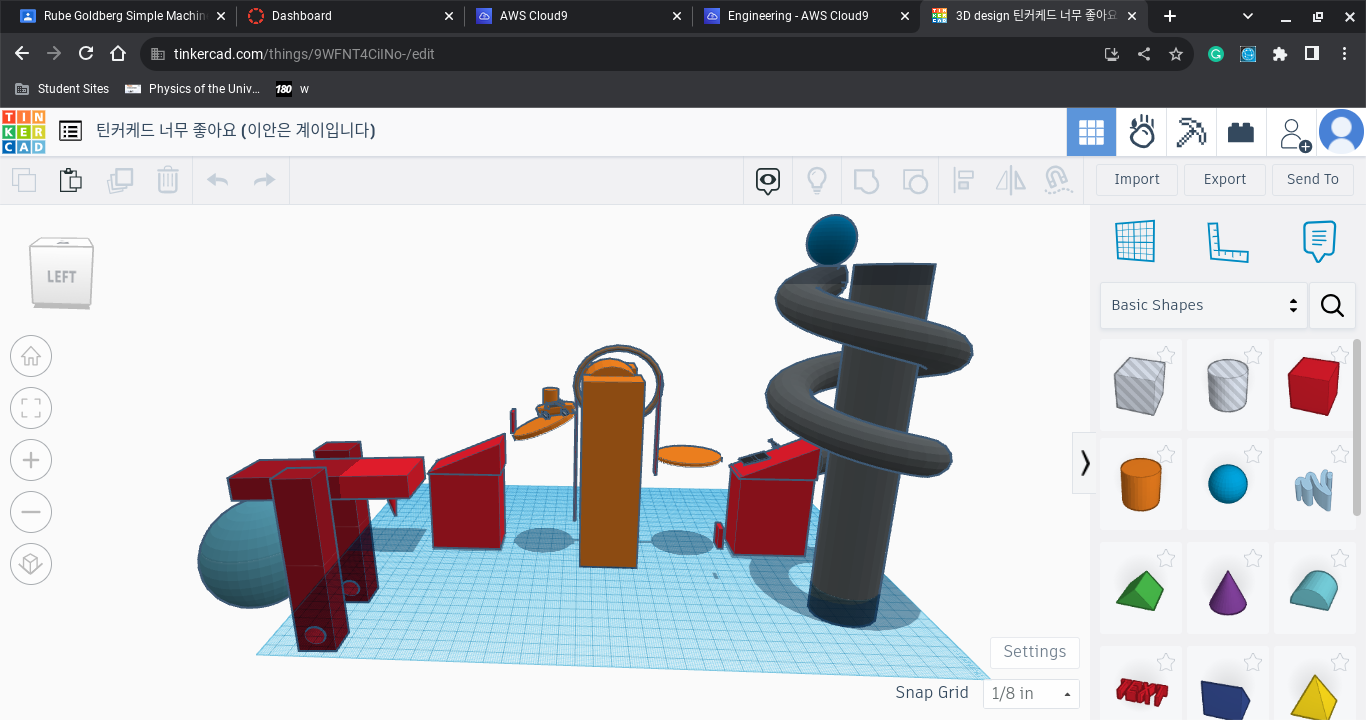 Rube Goldberg Simple Machin
Dashboard
AWS Cloud9
Engineering - AWS Cloud9
3D design 틴커케드 너무 좋아요
tinkercad.com/things/9WFNT4CiINo-/edit
Student Sites
Physics of the Univ...
180 w
TIN
KER
CAD
틴커케드 너무 좋아요 (이안은 계이입니다)
Import
Export
Send To
LEFT
Basic Shapes
TEXT
Settings
Snap Grid
1/8 in